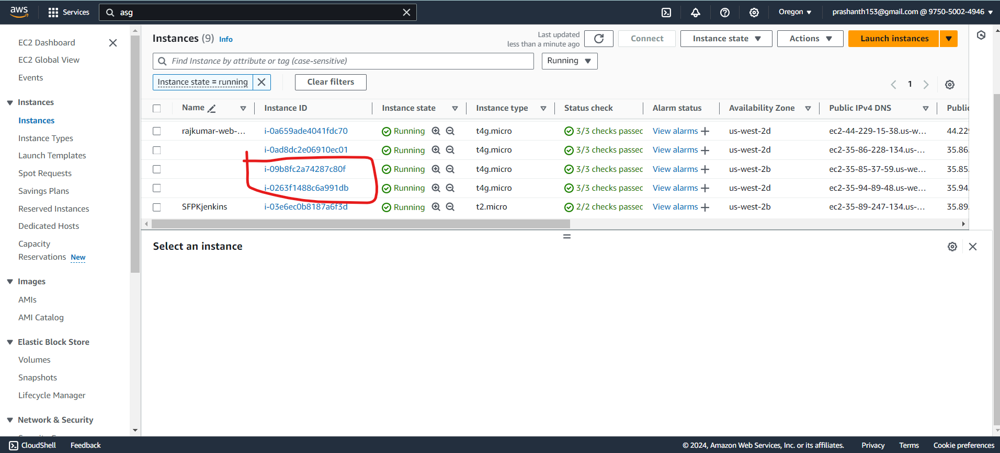 aws Services asg Oregon prashanth153@gmail.com @ 9750-5002-4946
EC2 Dashboard
EC2 Global View
Events
Instances
Instances
Instance Types
Launch Templates
Spot Requests
Savings Plans
Reserved Instances
Dedicated Hosts
Capacity
Reservations New
Images
AMIs
AMI Catalog
Elastic Block Store
Volumes
Snapshots
Lifecycle Manager
Network & Security
Instances (9) Info
Last updated
less than a minute ago
Connect Instance state Actions Launch instances
Find Instance by attribute or tag (case-sensitive) Running
Instance state = running Clear filters 1
Name Instance ID Instance state Instance type Status check Alarm status Availability Zone Public IPv4 DNS Public
rajkumar-web-... i-0a659ade4041fdc70 Running t4g.micro 3/3 checks passed View alarms us-west-2d ec2-44-229-15-38.us-w... 44.229
i-0ad8dc2e06910ec01 Running t4g.micro 3/3 checks passed View alarms us-west-2d ec2-35-86-228-134.us-... 35.86.
i-09b8fc2a74287c80f Running t4g.micro 3/3 checks passed View alarms us-west-2b ec2-35-85-37-59.us-we... 35.85.
i-0263f1488c6a991db Running t4g.micro 3/3 checks passed View alarms us-west-2d ec2-35-94-89-48.us-we... 35.94.
SFPKjenkins i-03e6ec0b8187a6f3d Running t2.micro 2/2 checks passed View alarms us-west-2b ec2-35-89-247-134.us-... 35.89.
Select an instance
CloudShell Feedback © 2024, Amazon Web Services, Inc. or its affiliates. Privacy Terms Cookie preferences